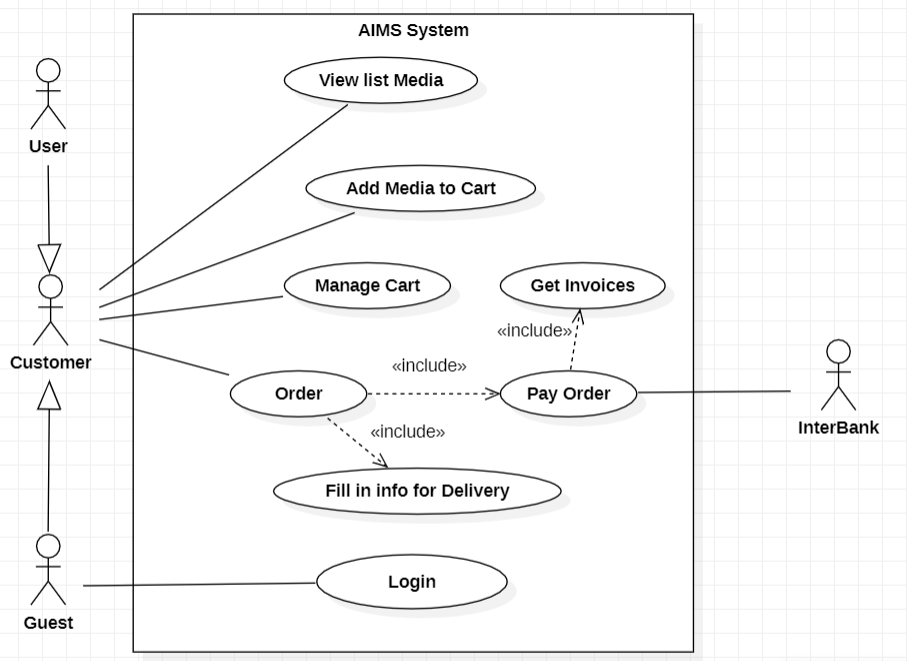 AIMS System
View list Media
User
Add Media to Cart
Manage Cart
Get Invoices
«include»
Customer
«include»
Order
Pay Order
InterBank
«include»
Fill in info for Delivery
Login
Guest